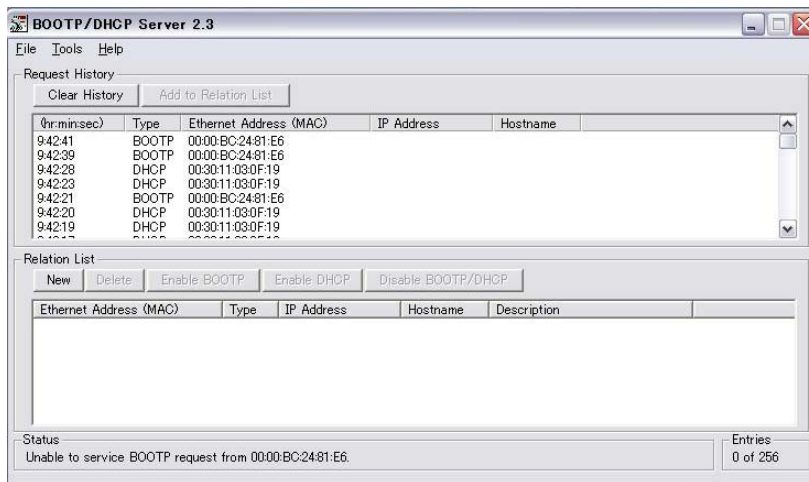 BOOTP/DHCP Server 2.3
File Tools Help
Request History
Clear History Add to Relation List
(hr:min:sec) Type Ethernet Address (MAC) IP Address Hostname
9:42:41 BOOTP 00:00:BC:24:81:E6
9:42:39 BOOTP 00:00:BC:24:81:E6
9:42:28 DHCP 00:30:11:03:0F:19
9:42:23 DHCP 00:30:11:03:0F:19
9:42:21 BOOTP 00:00:BC:24:81:E6
9:42:20 DHCP 00:30:11:03:0F:19
9:42:19 DHCP 00:30:11:03:0F:19
Relation List
New Delete Enable BOOTP Enable DHCP Disable BOOTP/DHCP
Ethernet Address (MAC) Type IP Address Hostname Description
Status
Unable to service BOOTP request from 00:00:BC:24:81:E6.
Entries
0 of 256